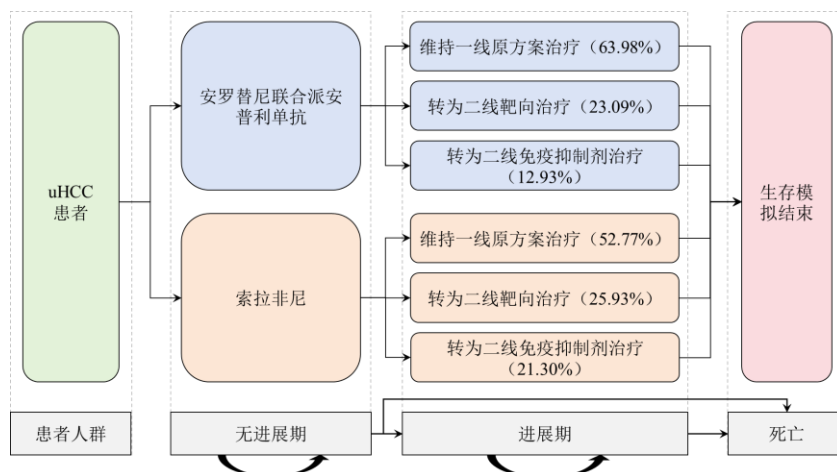 uHCC
患者
安罗替尼联合派安
普利单抗
索拉非尼
维持一线原方案治疗（63.98%）
转为二线靶向治疗（23.09%）
转为二线免疫抑制剂治疗
（12.93%）
维持一线原方案治疗（52.77%）
转为二线靶向治疗（25.93%）
转为二线免疫抑制剂治疗
（21.30%）
生存模
拟结束
患者人群
无进展期
进展期
死亡